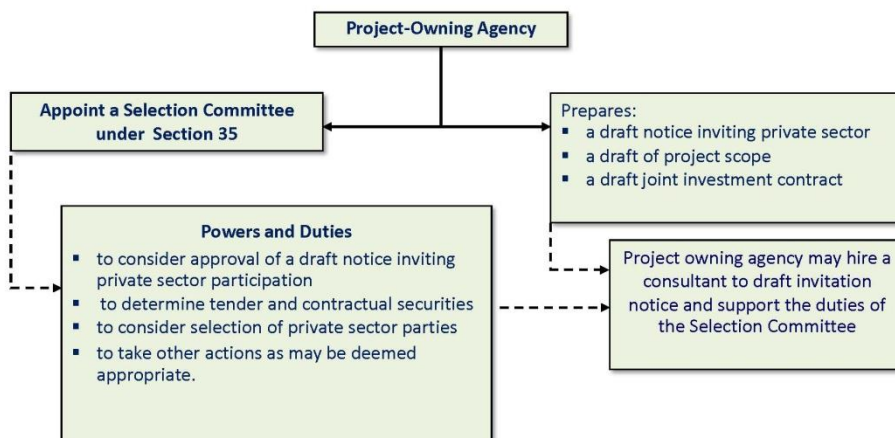 Project-Owning Agency
Appoint a Selection Committee
under Section 35
Prepares:
▪ a draft notice inviting private sector
▪ a draft of project scope
▪ a draft joint investment contract
Powers and Duties
▪ to consider approval of a draft notice inviting
private sector participation
▪ to determine tender and contractual securities
▪ to consider selection of private sector parties
▪ to take other actions as may be deemed
appropriate.
Project owning agency may hire a
consultant to draft invitation
notice and support the duties of
the Selection Committee